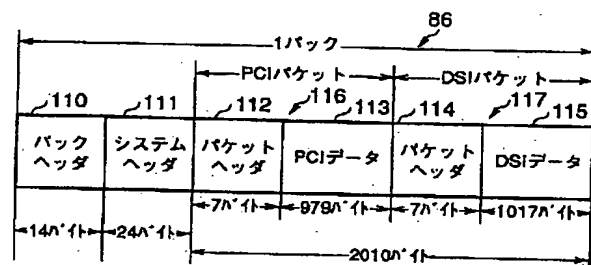 86
1パック
PCIパケット
DSIパケット
110
111
112
116
113
114
117
115
パック
ヘッダ
システム
ヘッダ
パケット
ヘッダ
PCIデータ
パケット
ヘッダ
DSIデータ
7バイト
979バイト
7バイト
1017バイト
14バイト
24バイト
2010バイト